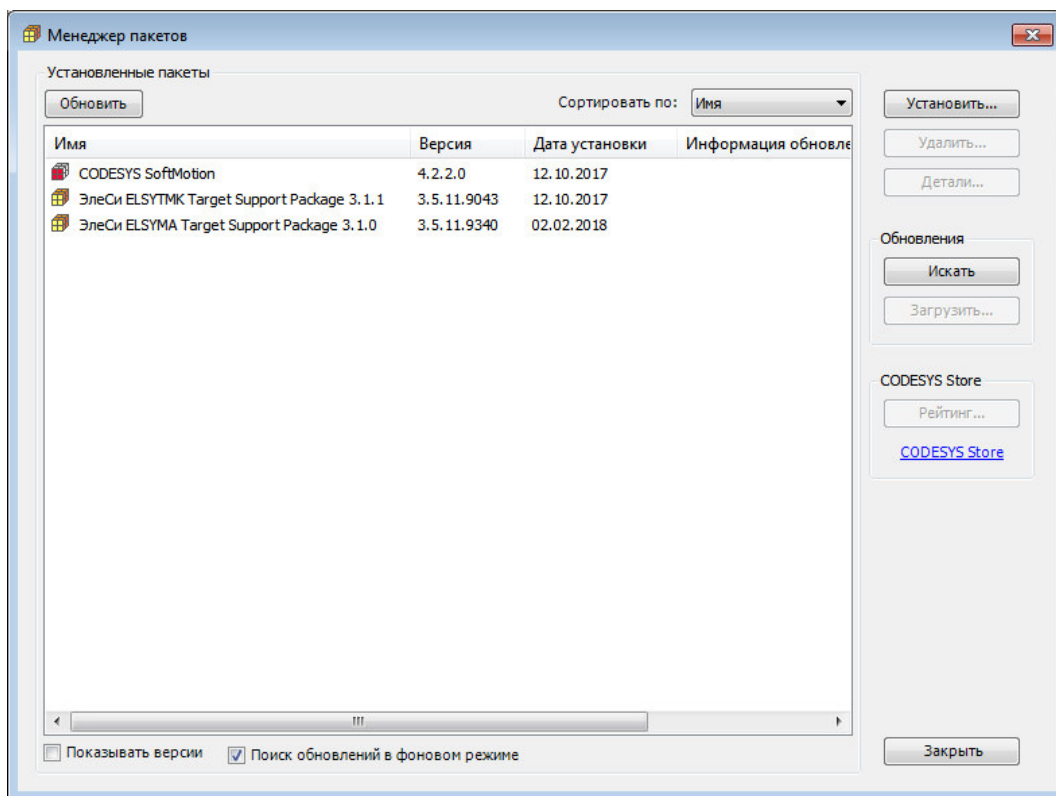 Менеджер пакетов
Установленные пакеты
Обновить
Сортировать по: Имя
Установить...
Имя Версия Дата установки Информация обновле
Удалить...
CODESYS SoftMotion 4.2.2.0 12.10.2017
Детали...
ЭлеСи ELSYTMK Target Support Package 3.1.1 3.5.11.9043 12.10.2017
ЭлеСи ELSYMA Target Support Package 3.1.0 3.5.11.9340 02.02.2018
Обновления
Искать
Загрузить...
CODESYS Store
Рейтинг...
CODESYS Store
Показывать версии Поиск обновлений в фоновом режиме
Закрыть